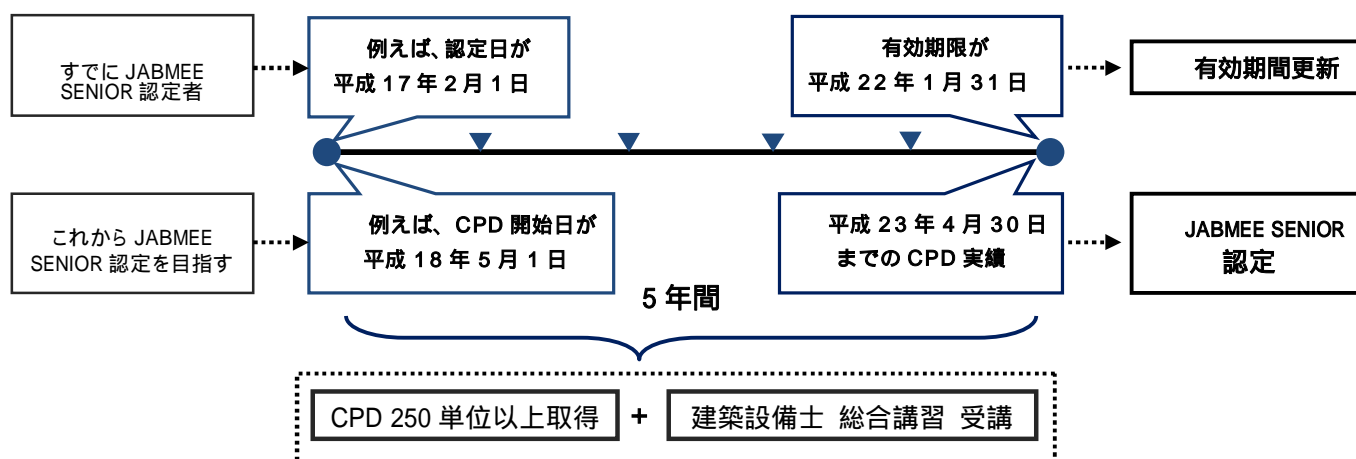 すでに JABMEE
SENIOR 認定者
例えば、認定日が
平成 17 年 2 月 1 日
有効期限が
平成 22 年 1 月 31 日
有効期間更新
これから JABMEE
SENIOR 認定を目指す
例えば、CPD 開始日が
平成 18 年 5 月 1 日
平成 23 年 4 月 30 日
までの CPD 実績
JABMEE SENIOR
認定
5 年間
CPD 250 単位以上取得 + 建築設備士 総合講習 受講